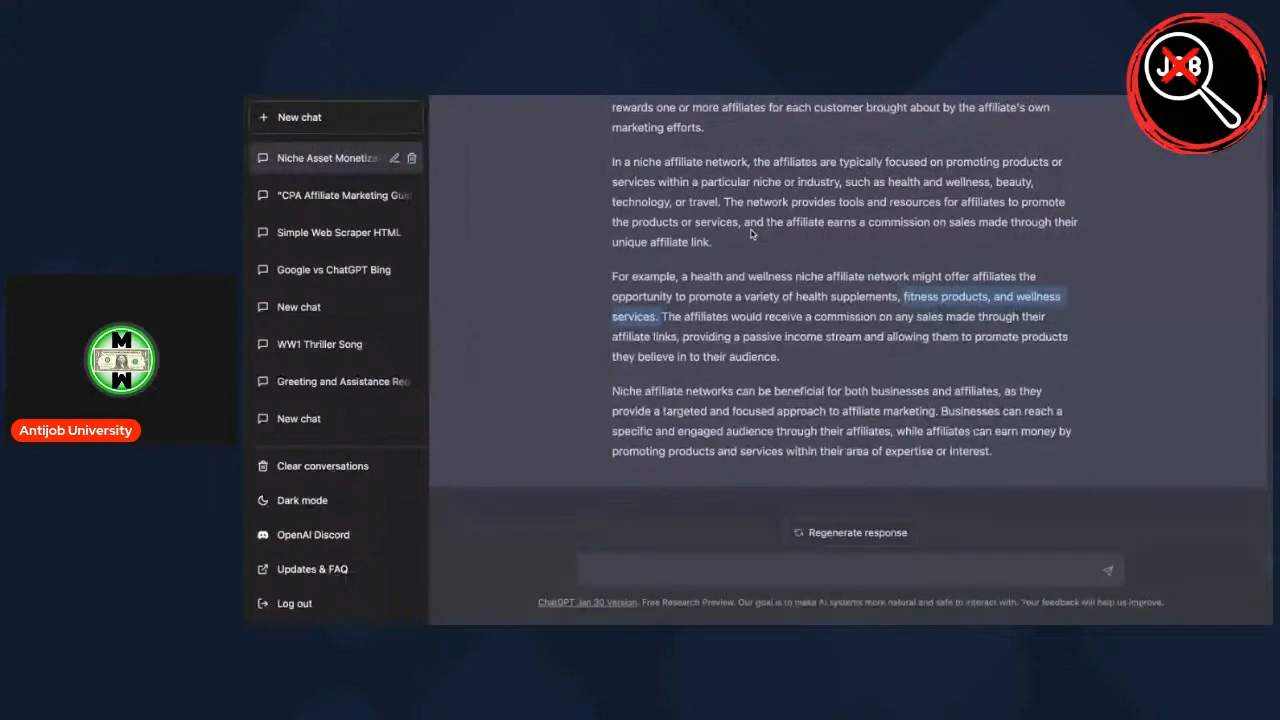 JOB
New chat
Niche Asset Monetiza
"CPA Affiliate Marketing Gui
Simple Web Scraper HTML
Google vs ChatGPT Bing
New chat
WW1 Thriller Song
Greeting and Assistance Re
New chat
Clear conversations
Dark mode
OpenAI Discord
Updates & FAQ
Log out
M
M
Antijob University
rewards one or more affiliates for each customer brought about by the affiliate's own
marketing efforts.
In a niche affiliate network, the affiliates are typically focused on promoting products or
services within a particular niche or industry, such as health and wellness, beauty,
technology, or travel. The network provides tools and resources for affiliates to promote
the products or services, and the affiliate earns a commission on sales made through their
unique affiliate link.
For example, a health and wellness niche affiliate network might offer affiliates the
opportunity to promote a variety of health supplements, fitness products, and wellness
services. The affiliates would receive a commission on any sales made through their
affiliate links, providing a passive income stream and allowing them to promote products
they believe in to their audience.
Niche affiliate networks can be beneficial for both businesses and affiliates, as they
provide a targeted and focused approach to affiliate marketing. Businesses can reach a
specific and engaged audience through their affiliates, while affiliates can earn money by
promoting products and services within their area of expertise or interest.
Regenerate response
ChatGPT Jan 30 Version. Free Research Preview. Our goal is to make AI systems more natural and safe to interact with. Your feedback will help us improve.